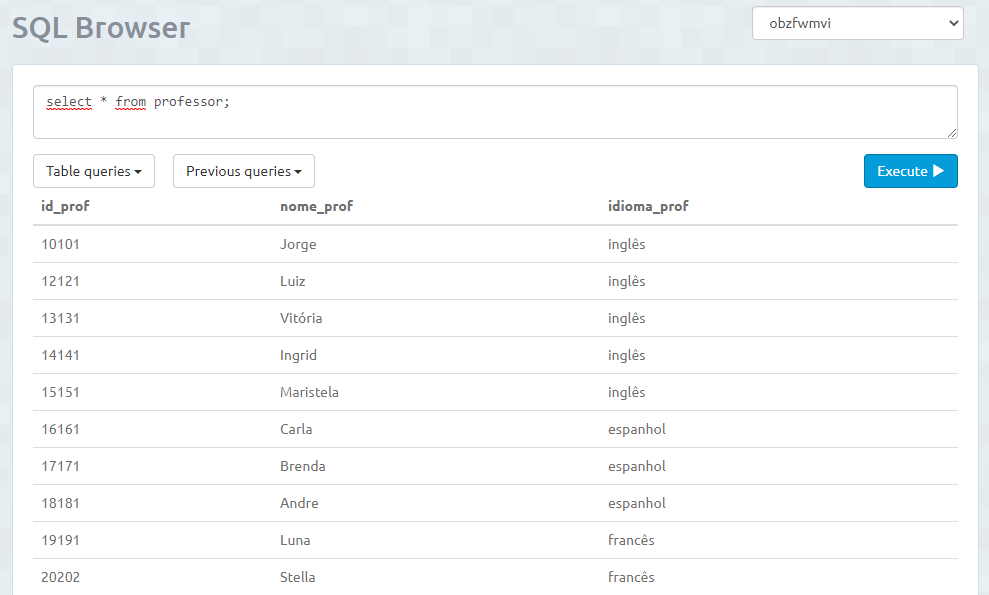 SQL Browser
obzfwmvi
select * from professor;
Table queries
Previous queries
Execute
id_prof nome_prof idioma_prof
10101 Jorge inglês
12121 Luiz inglês
13131 Vitória inglês
14141 Ingrid inglês
15151 Maristela inglês
16161 Carla espanhol
17171 Brenda espanhol
18181 Andre espanhol
19191 Luna francês
20202 Stella francês